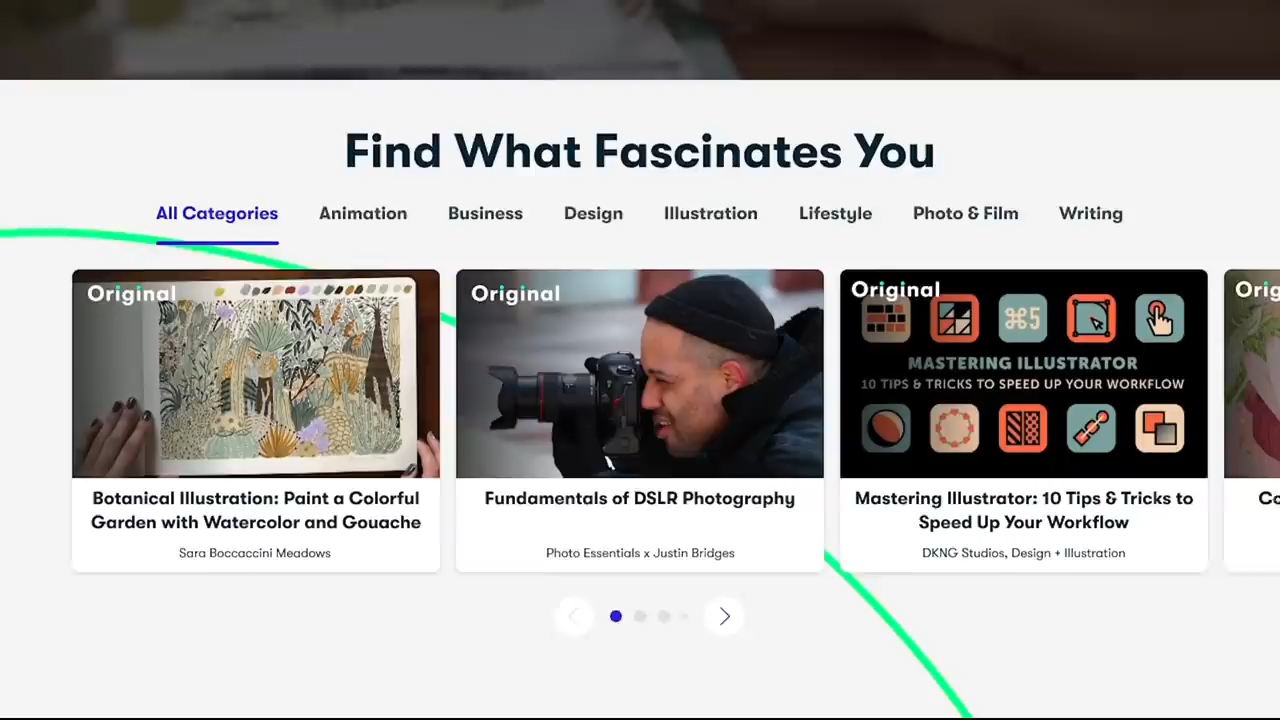 Find What Fascinates You
All Categories Animation Business Design Illustration Lifestyle Photo & Film Writing
Original
Botanical Illustration: Paint a Colorful
Garden with Watercolor and Gouache
Sara Boccaccini Meadows
Original
Fundamentals of DSLR Photography
Photo Essentials x Justin Bridges
Original
⌘5
MASTERING ILLUSTRATOR
10 TIPS & TRICKS TO SPEED UP YOUR WORKFLOW
Mastering Illustrator: 10 Tips & Tricks to
Speed Up Your Workflow
DKNG Studios, Design + Illustration